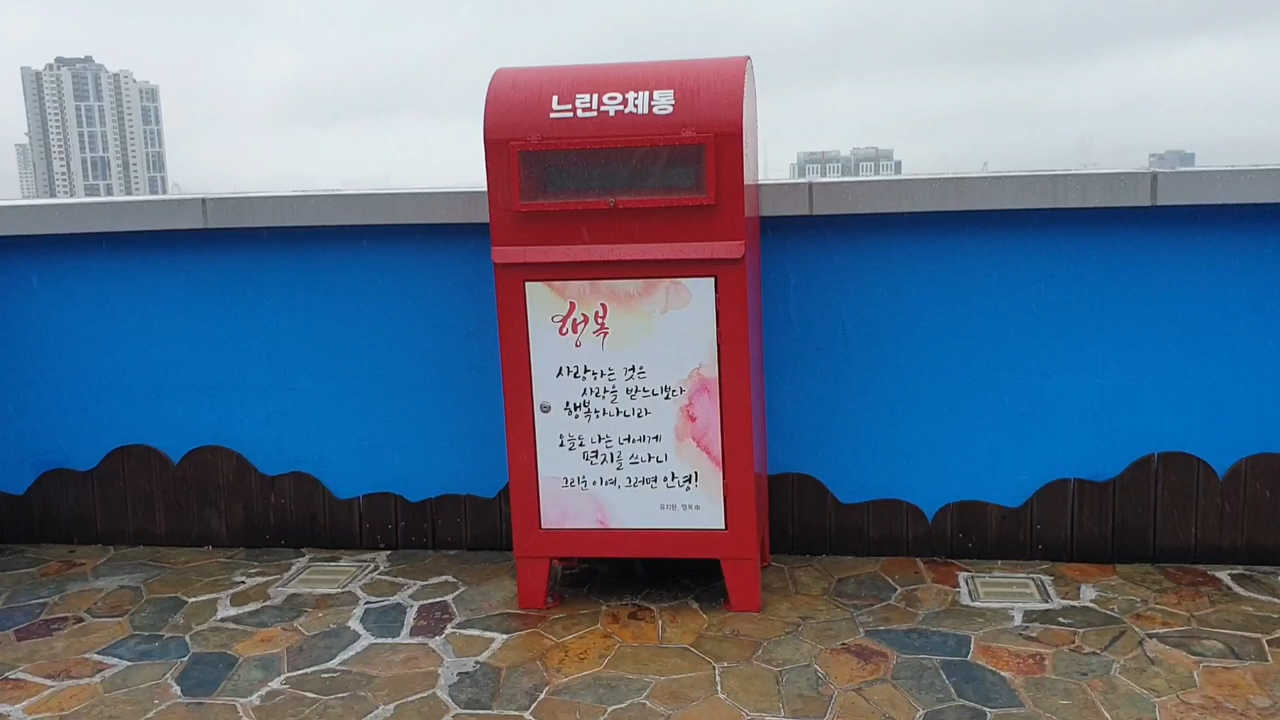 느린우체통
행복
사랑하는 것은
사랑을 받느니보다
행복하나니라
오늘도 나는 너에게
편지를 쓰나니
그리운 이여, 그러면 안녕!
유치환 . 행복 中